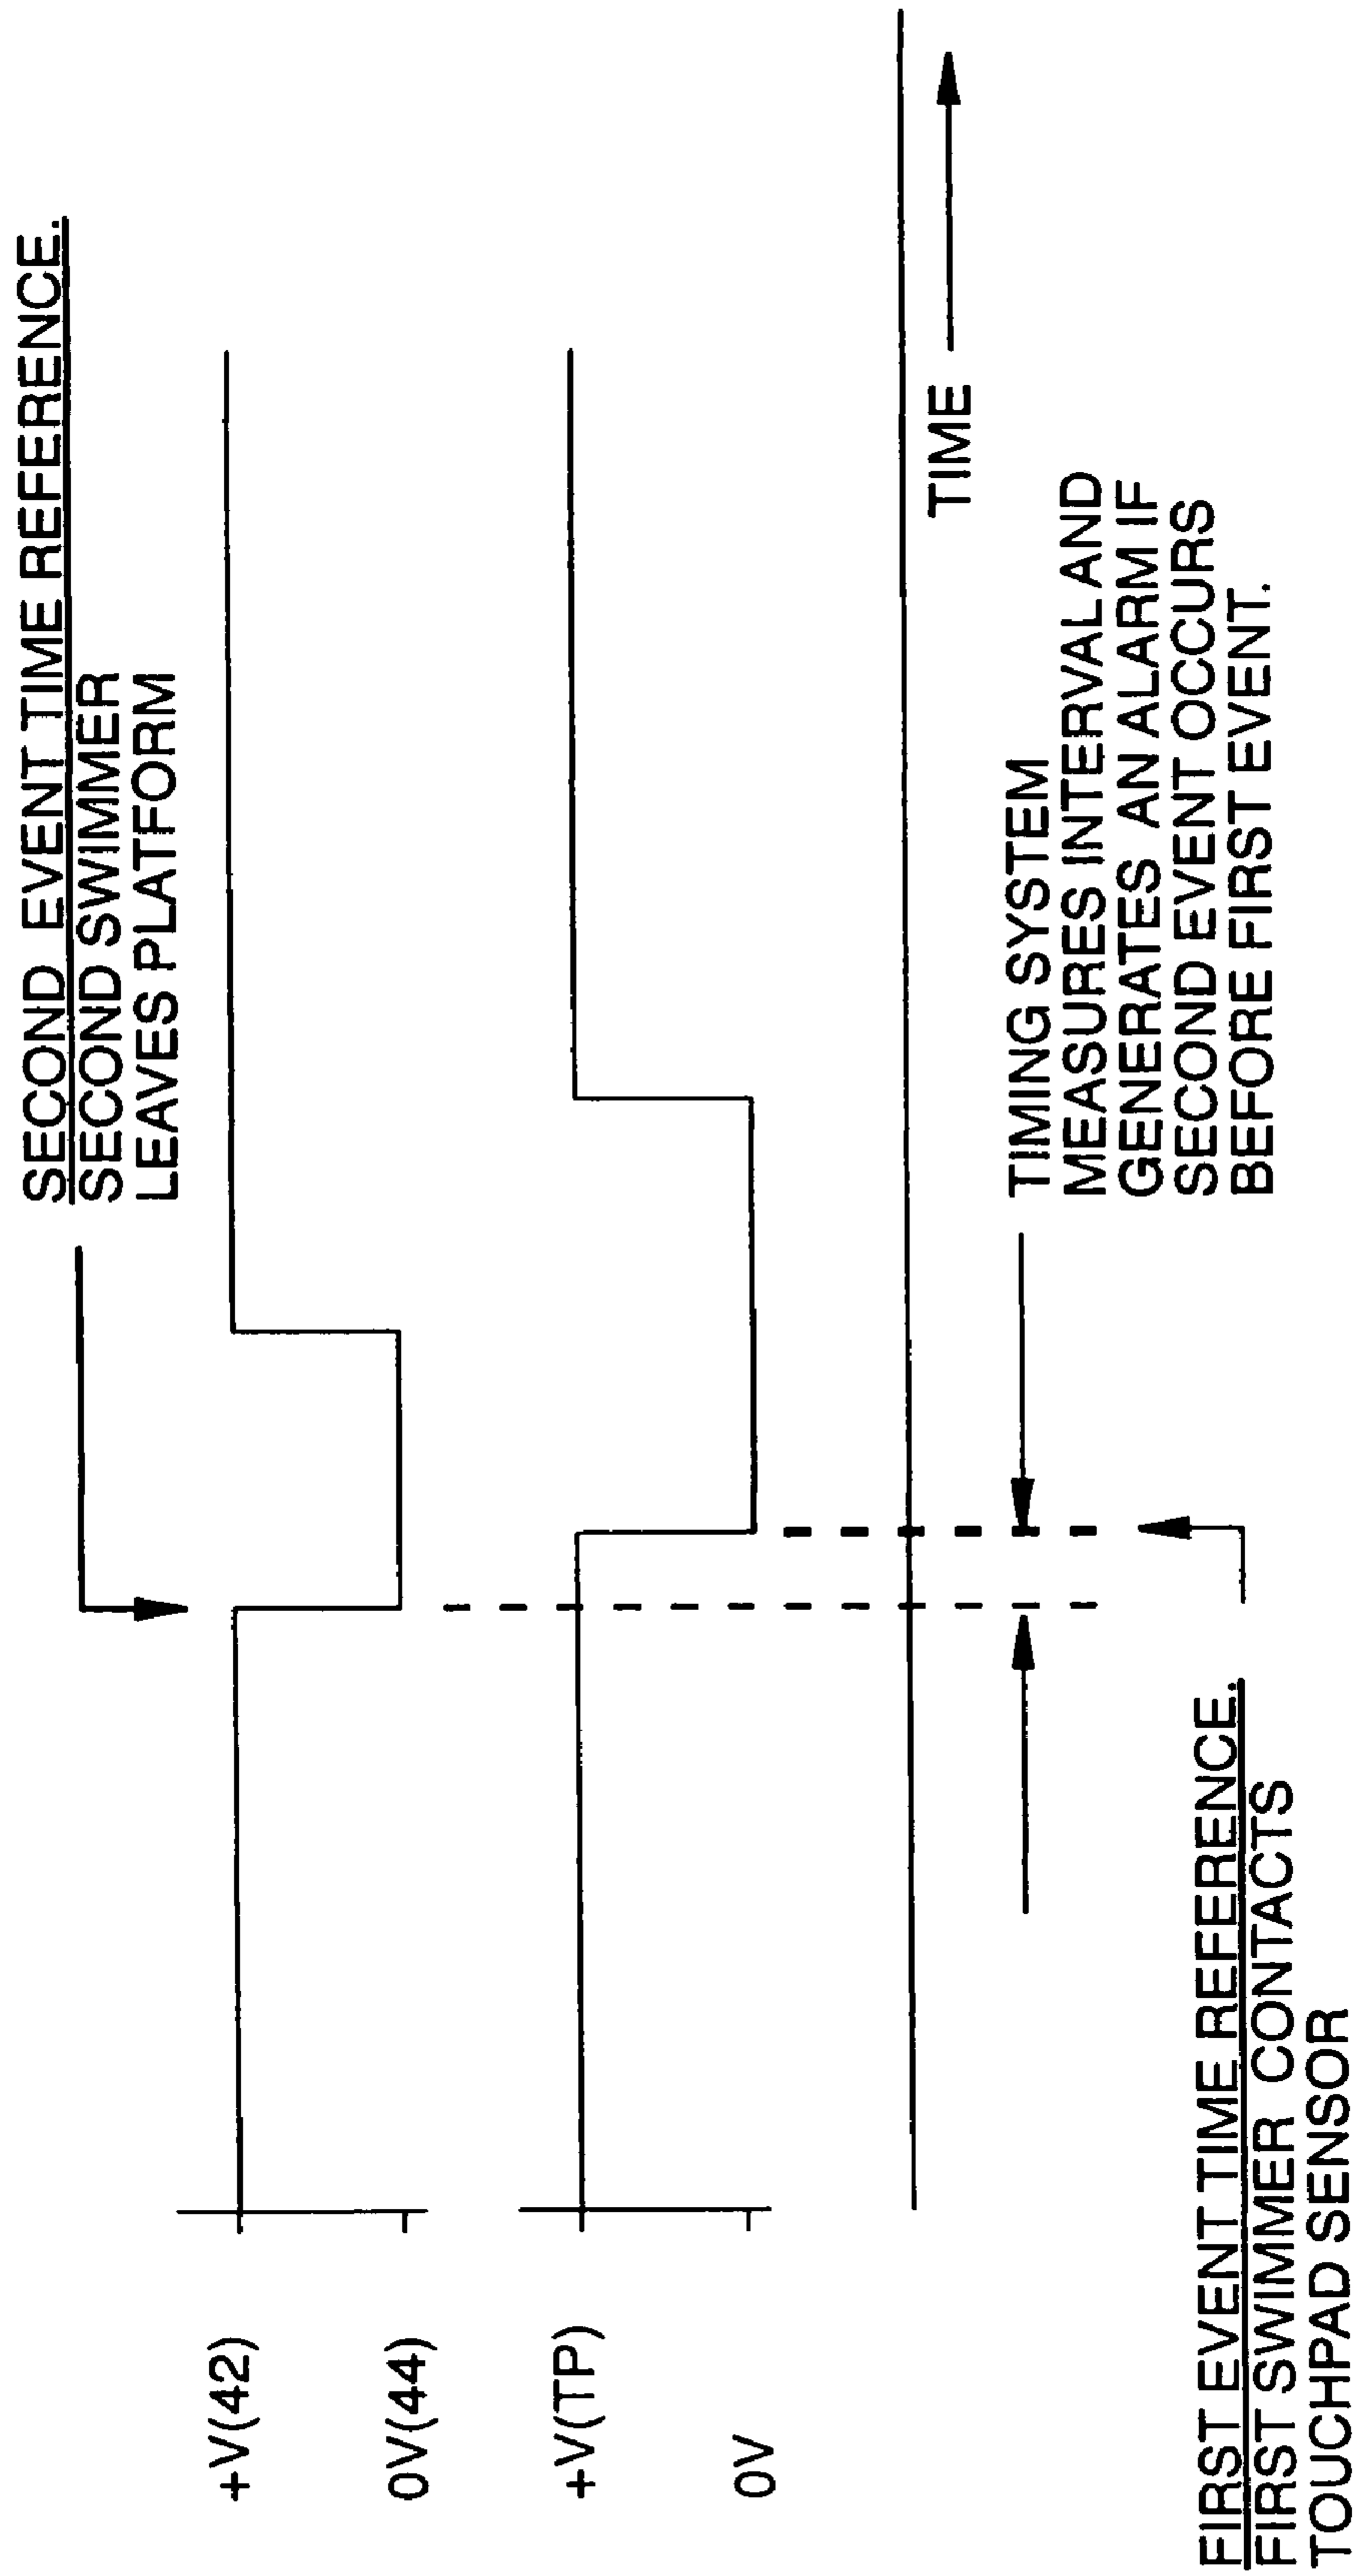 SECOND EVENT TIME REFERENCE.
SECOND SWIMMER
LEAVES PLATFORM
+V(42)
0V(44)
+V(TP)
0V
TIME
TIMING SYSTEM
MEASURES INTERVAL AND
GENERATES AN ALARM IF
SECOND EVENT OCCURS
BEFORE FIRST EVENT.
FIRST EVENT TIME REFERENCE.
FIRST SWIMMER CONTACTS
TOUCHPAD SENSOR